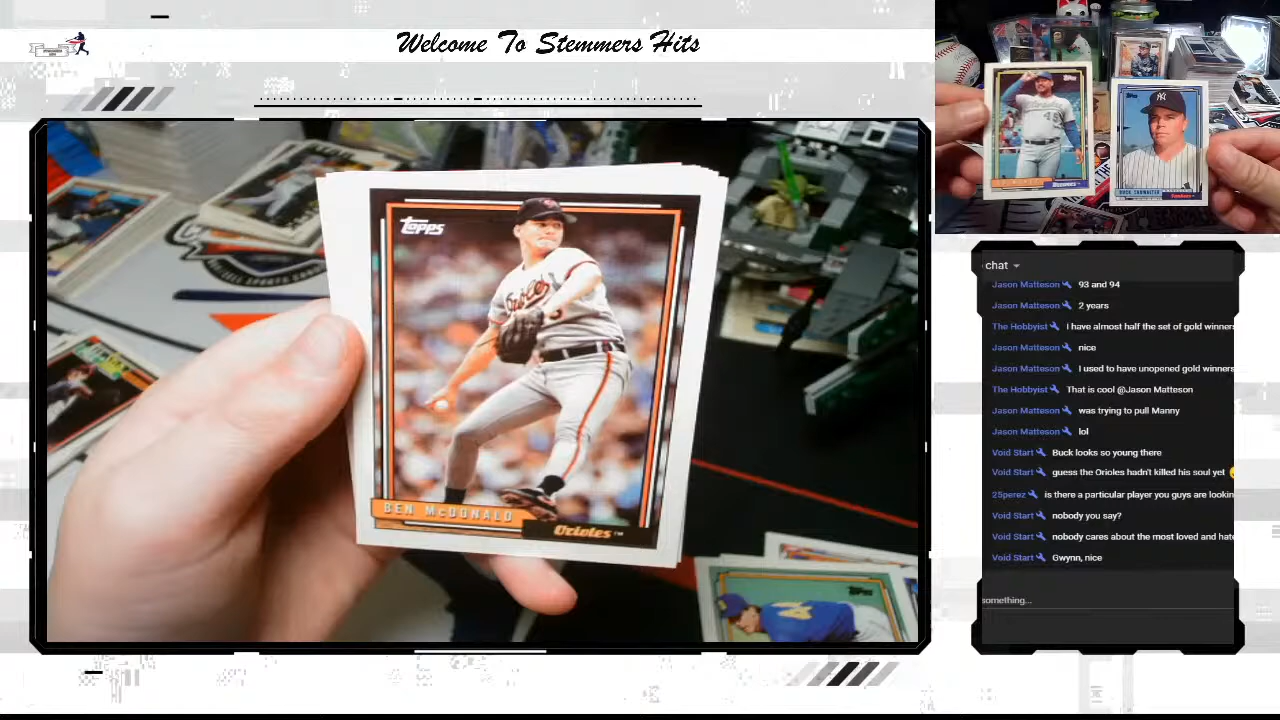 Welcome To Stemmers Hits
topps
BEN McDONALD
Orioles
Topps
BUCK SHOWALTER
Yankees
chat
Jason Matteson 93 and 94
Jason Matteson 2 years
The Hobbyist I have almost half the set of gold winners
Jason Matteson nice
Jason Matteson I used to have unopened gold winners
The Hobbyist That is cool @Jason Matteson
Jason Matteson was trying to pull Manny
Jason Matteson lol
Void Start Buck looks so young there
Void Start guess the Orioles hadn't killed his soul yet
25perez is there a particular player you guys are lookin
Void Start nobody you say?
Void Start nobody cares about the most loved and hate
Void Start Gwynn, nice
something...